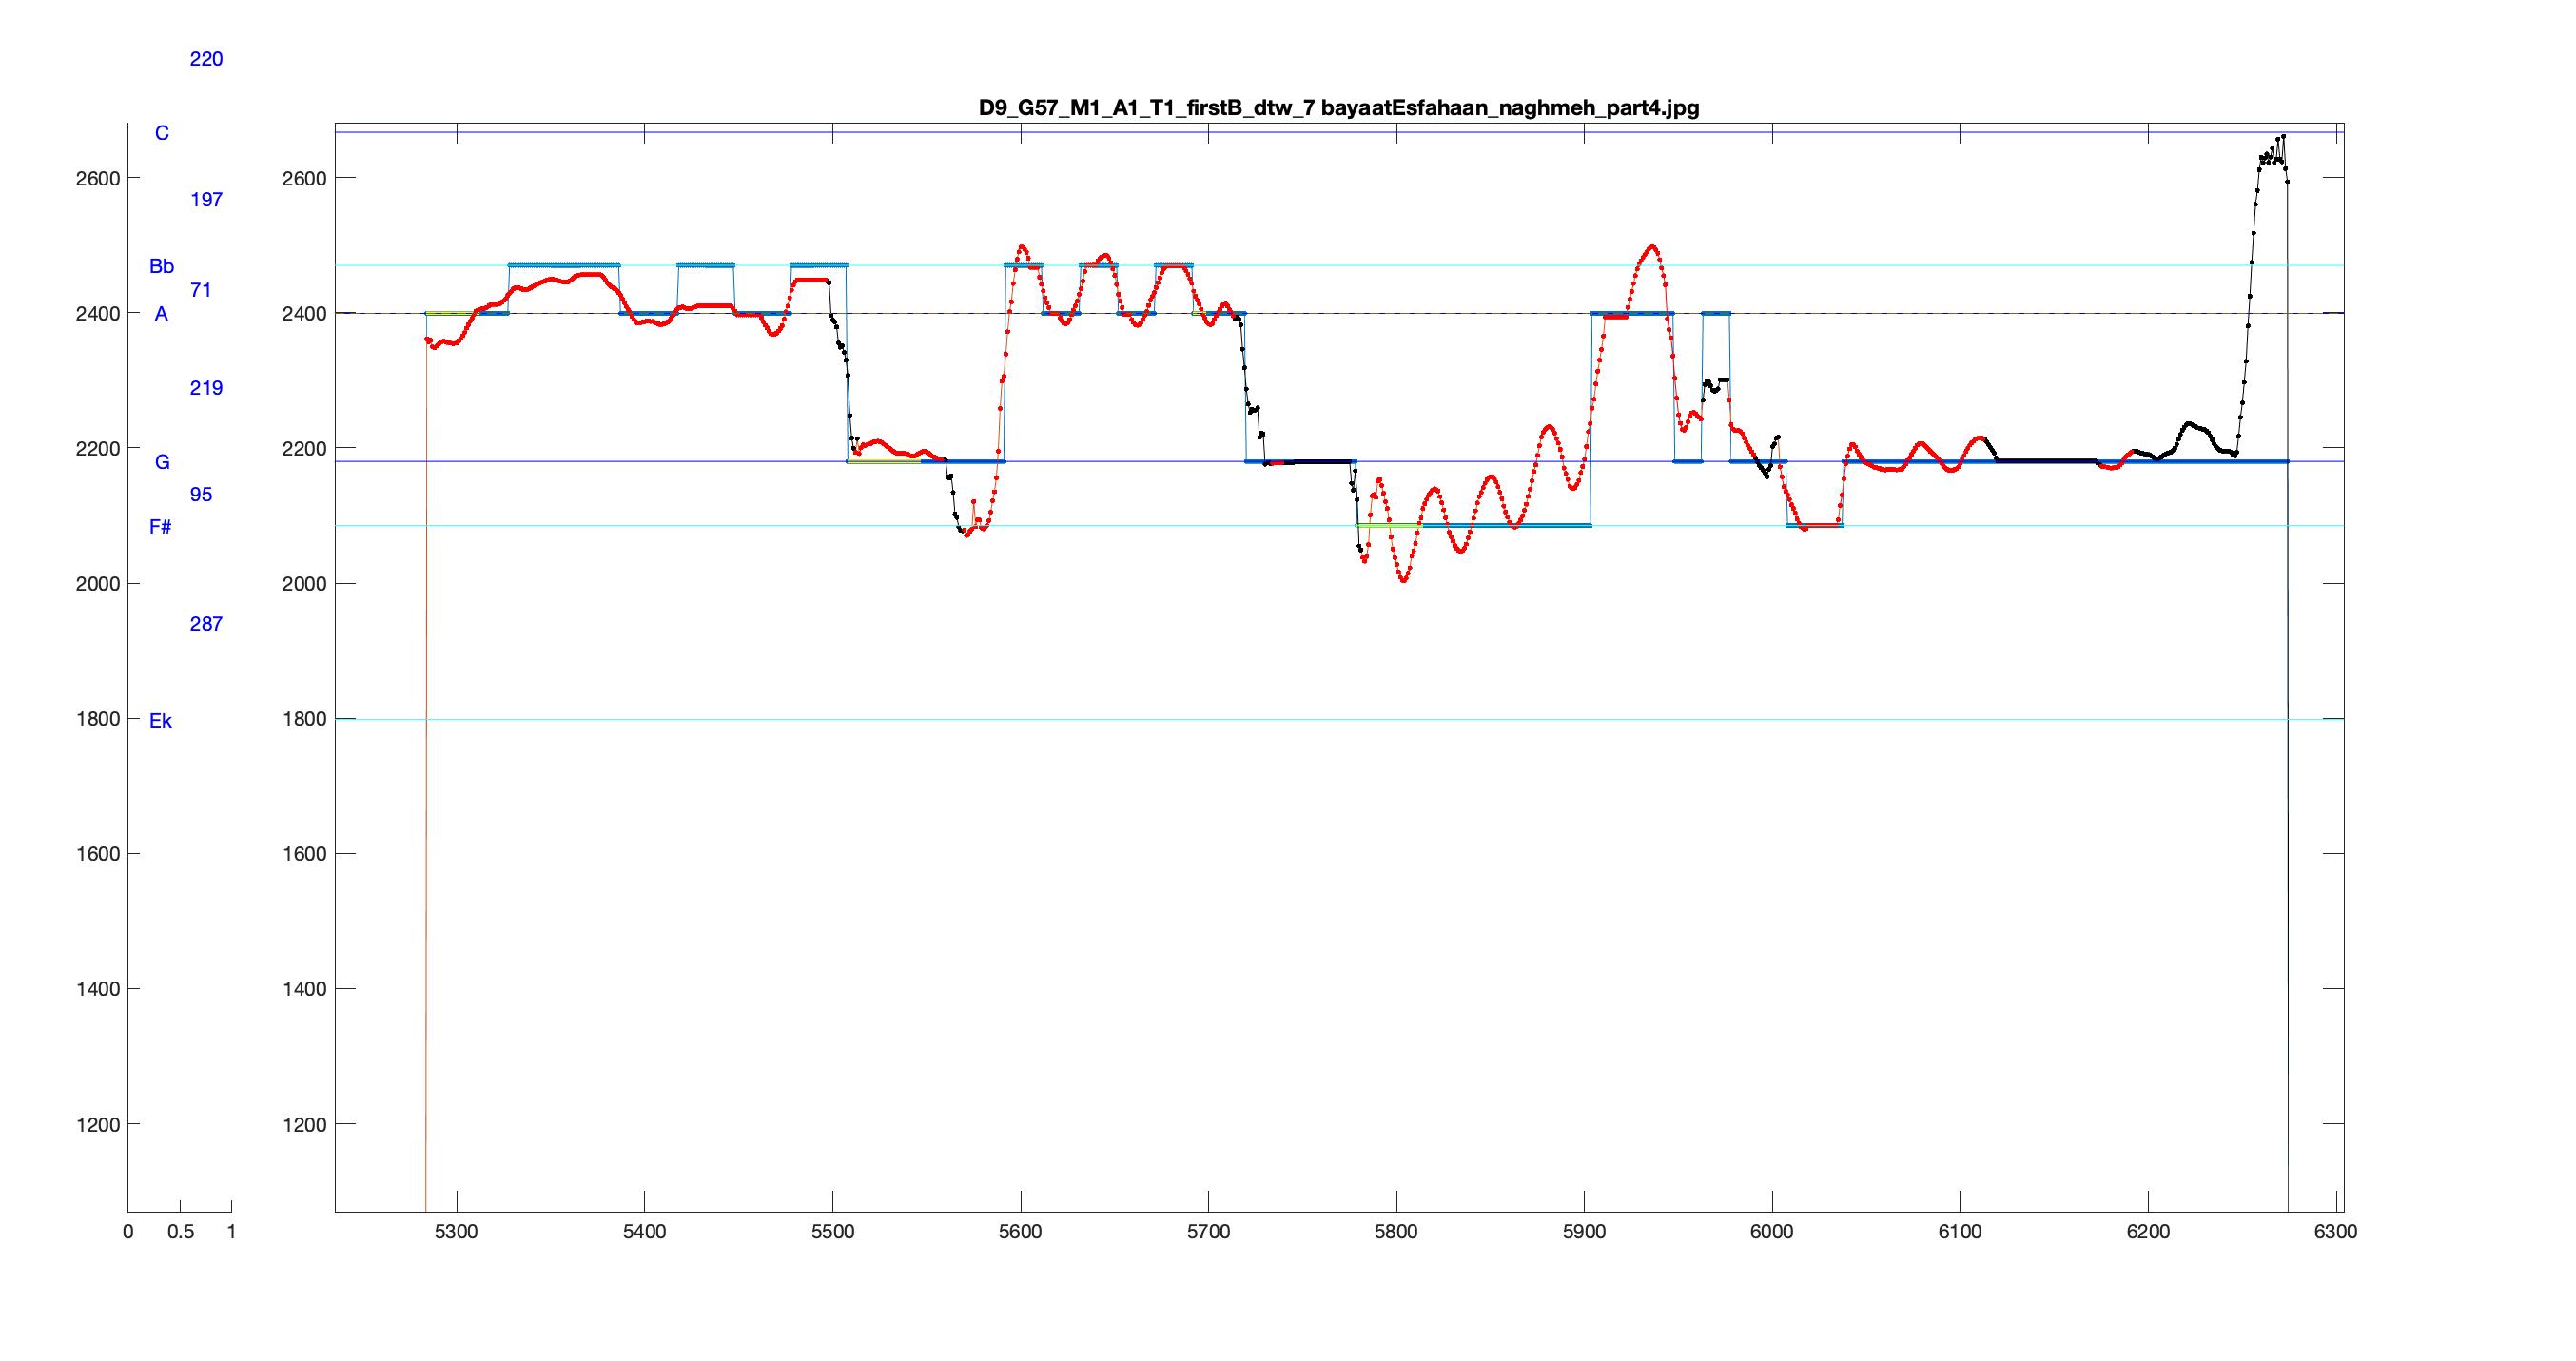 220
D9_G57_M1_A1_T1_firstB_dtw_7 bayaatEsfahaan_naghmeh_part4.jpg
C
2600 2600
197
Bb
71
2400 A 2400
219
2200 2200
G
95
F#
2000 2000
287
1800 Ek 1800
1600 1600
1400 1400
1200 1200
0 0.5 1 5300 5400 5500 5600 5700 5800 5900 6000 6100 6200 6300